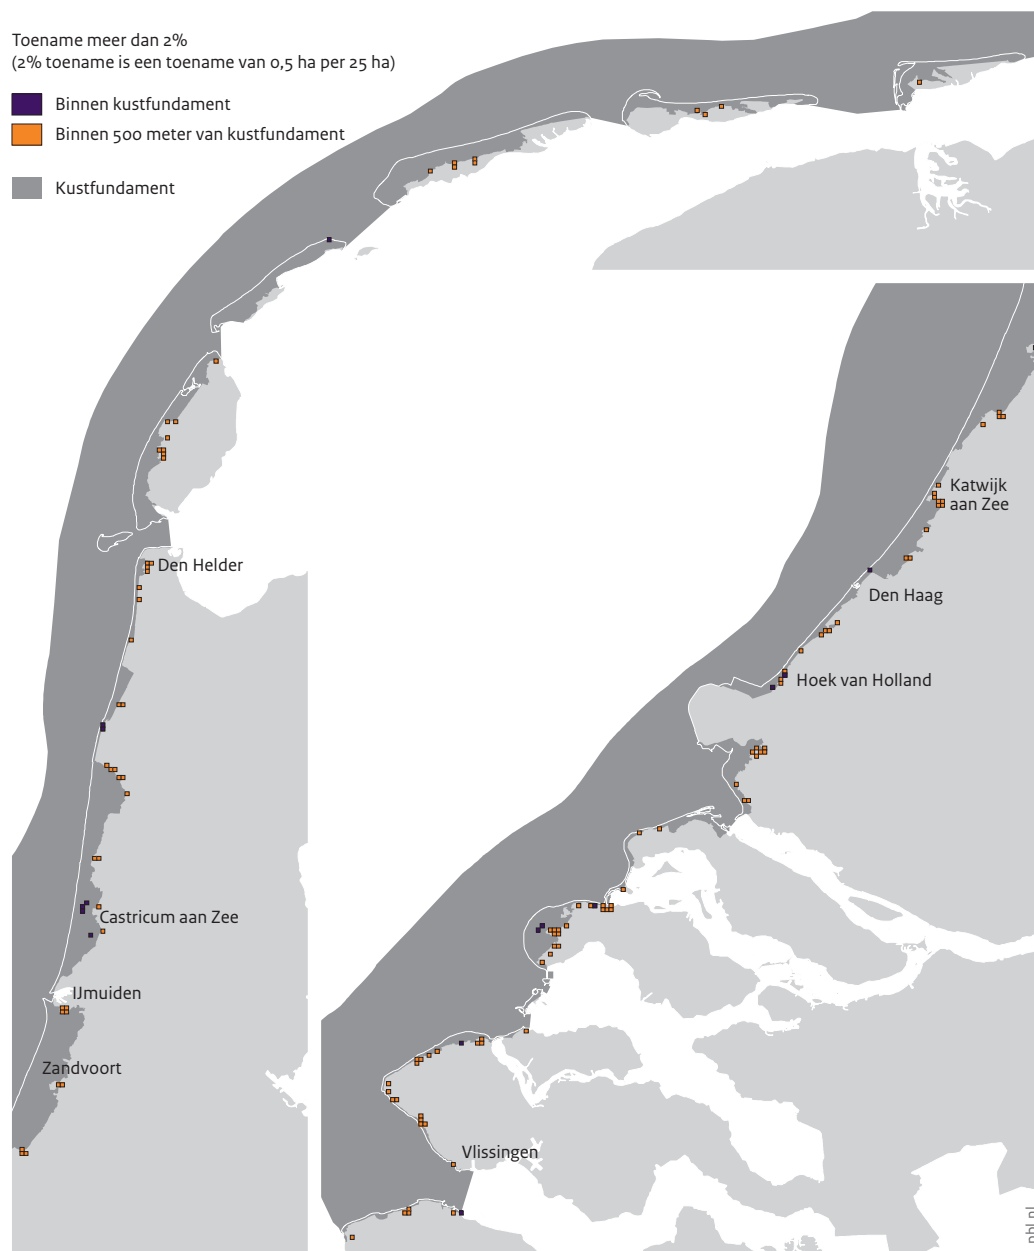 Toename meer dan 2%
(2% toename is een toename van 0,5 ha per 25 ha)
Binnen kustfundament
Binnen 500 meter van kustfundament
Kustfundament
Katwijk
aan Zee
Den Helder
Den Haag
Hoek van Holland
Castricum aan Zee
IJmuiden
Zandvoort
Vlissingen
pbl.nl